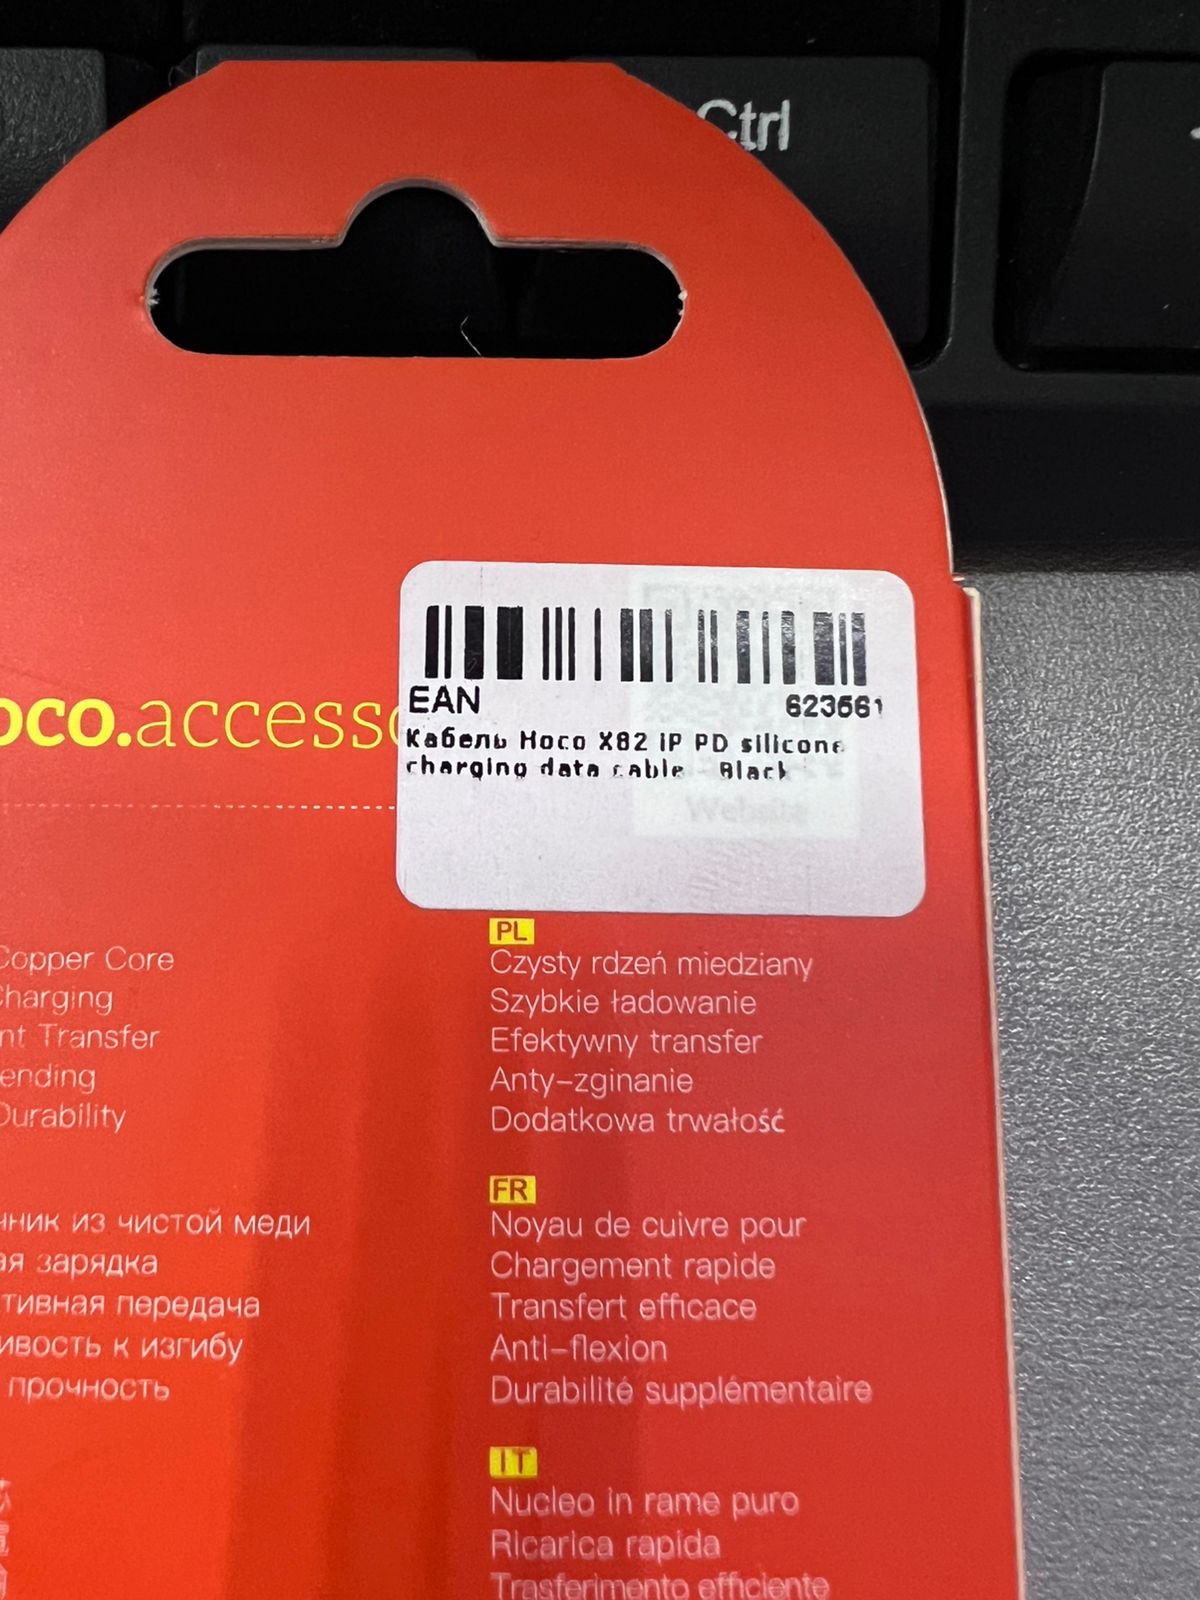 Ctrl
EAN 623561
Кабель Hoco X82 iP PD silicone
charging data cable - Black
oco.accesso
Website
Copper Core
Charging
nt Transfer
ending
Durability
ник из чистой меди
ая зарядка
тивная передача
ивость к изгибу
прочность
PL
Czysty rdzeń miedziany
Szybkie ładowanie
Efektywny transfer
Anty-zginanie
Dodatkowa trwałość
FR
Noyau de cuivre pour
Chargement rapide
Transfert efficace
Anti-flexion
Durabilité supplémentaire
IT
Nucleo in rame puro
Ricarica rapida
Trasferimento efficiente